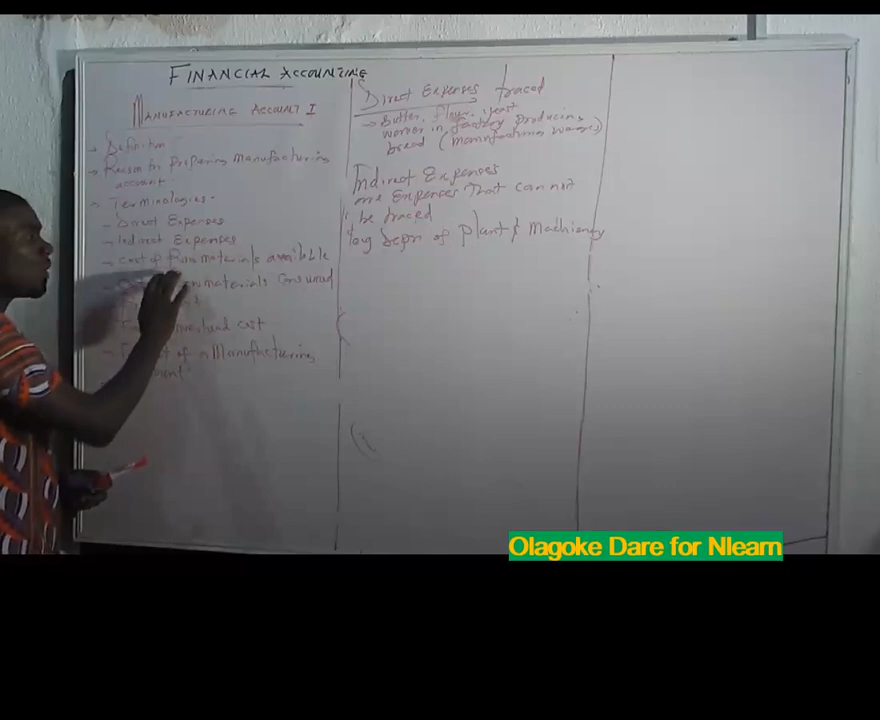 FINANCIAL ACCOUNTING
MANUFACTURING ACCOUNT I
→ Definition
→ Reason for Preparing Manufacturing
account.
→ Terminologies.
- Direct Expenses
- Indirect Expenses
- Cost of Raw materials available
materials Consumed
cost
of a Manufacturing
Direct Expenses traced
→ Butter, Flour, yeast
worker in factory producing
bread (Manufacturing wages)
Indirect Expenses
are Expenses That cannot
be traced
depn of Plant & Machinery
Olagoke Dare for Nlearn